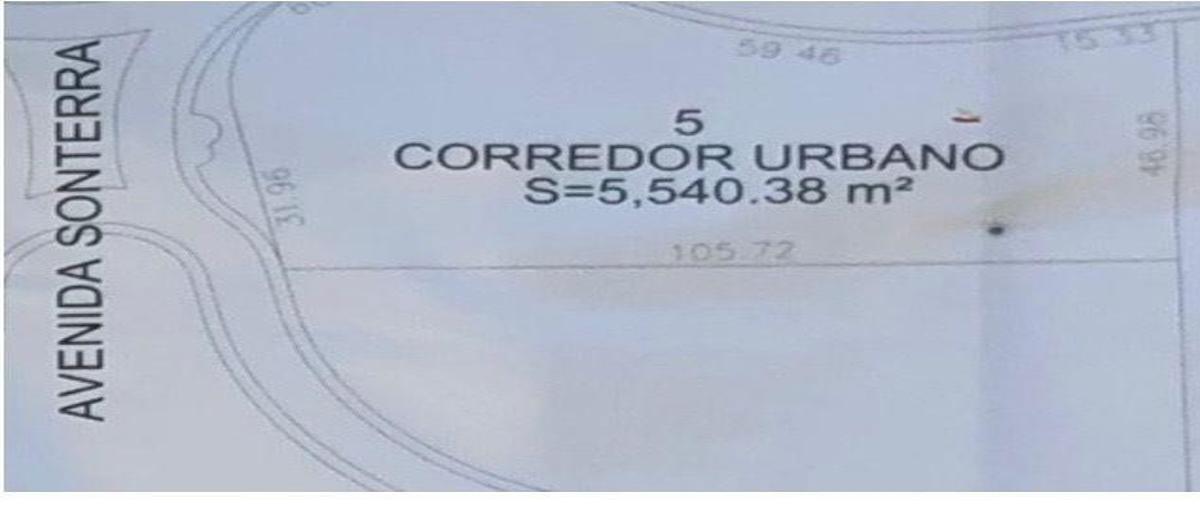 59.46
15.33
5
CORREDOR URBANO
S=5,540.38 m²
48.98
31.96
105.72
AVENIDA SONTERRA